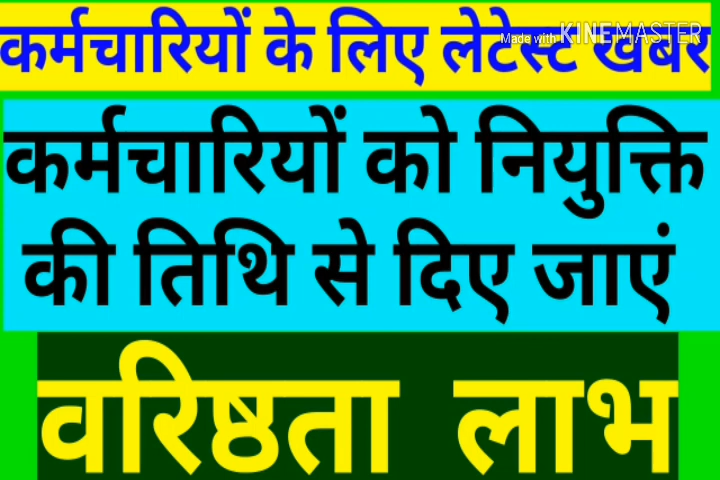 कर्मचारियों के लिए लेटेस्ट खबर
Made with KINEMASTER
कर्मचारियों को नियुक्ति
की तिथि से दिए जाएं
वरिष्ठता लाभ